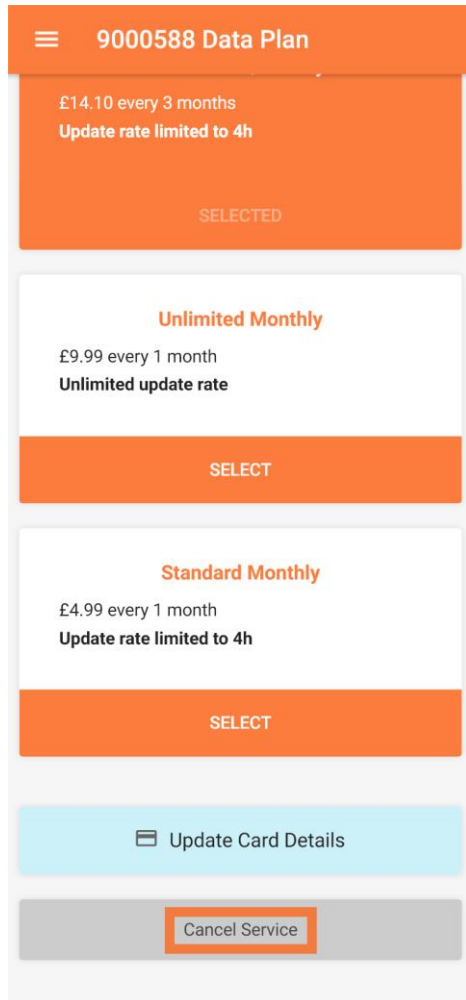 9000588 Data Plan
£14.10 every 3 months
Update rate limited to 4h
SELECTED
Unlimited Monthly
£9.99 every 1 month
Unlimited update rate
SELECT
Standard Monthly
£4.99 every 1 month
Update rate limited to 4h
SELECT
Update Card Details
Cancel Service